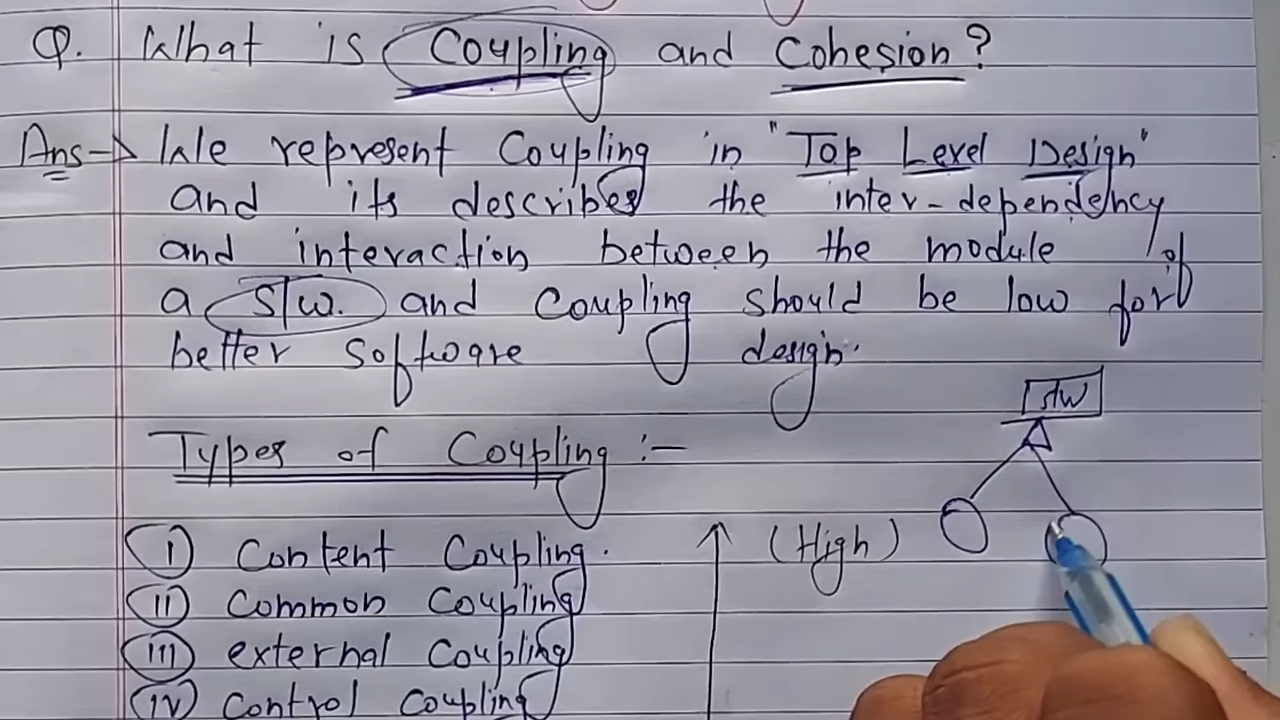 Q. What is Coupling and Cohesion?
Ans→ We represent Coupling in "Top Level Design"
and its describes the inter-dependency
and interaction between the module of
a S/w. and Coupling should be low for
better software design.
S/W
Types of Coupling :-
(i) Content Coupling.
(High)
(ii) Common Coupling
(iii) external Coupling
(iv) Control Coupling